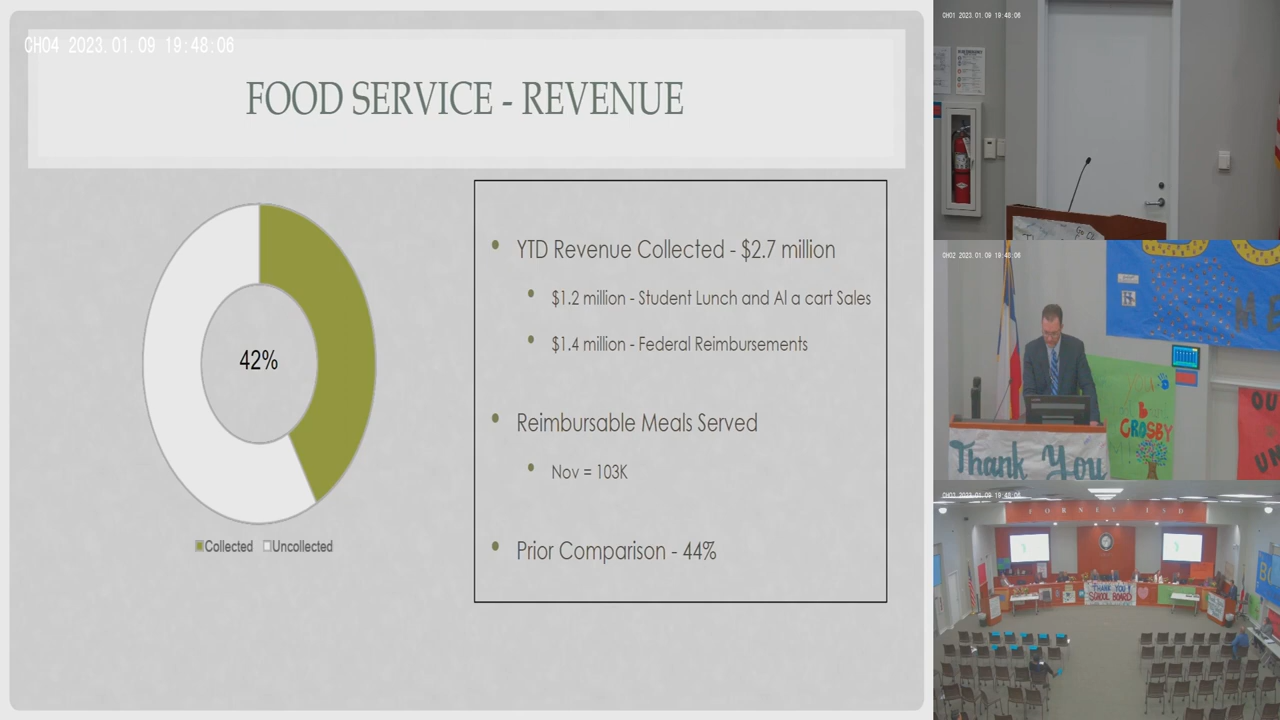 CH04 2023.01.09 19:48:06
FOOD SERVICE - REVENUE
42%
Collected Uncollected
YTD Revenue Collected - $2.7 million
$1.2 million - Student Lunch and Al a cart Sales
$1.4 million - Federal Reimbursements
Reimbursable Meals Served
Nov = 103K
Prior Comparison - 44%
CH01 2023.01.09 19:48:06
CH02 2023.01.09 19:48:06
ME
B
CROSBY
OU
UN
Thank You
CH03 2023.01.09 19:48:06
FORNEY ISD
THANK YOU
SCHOOL BOARD